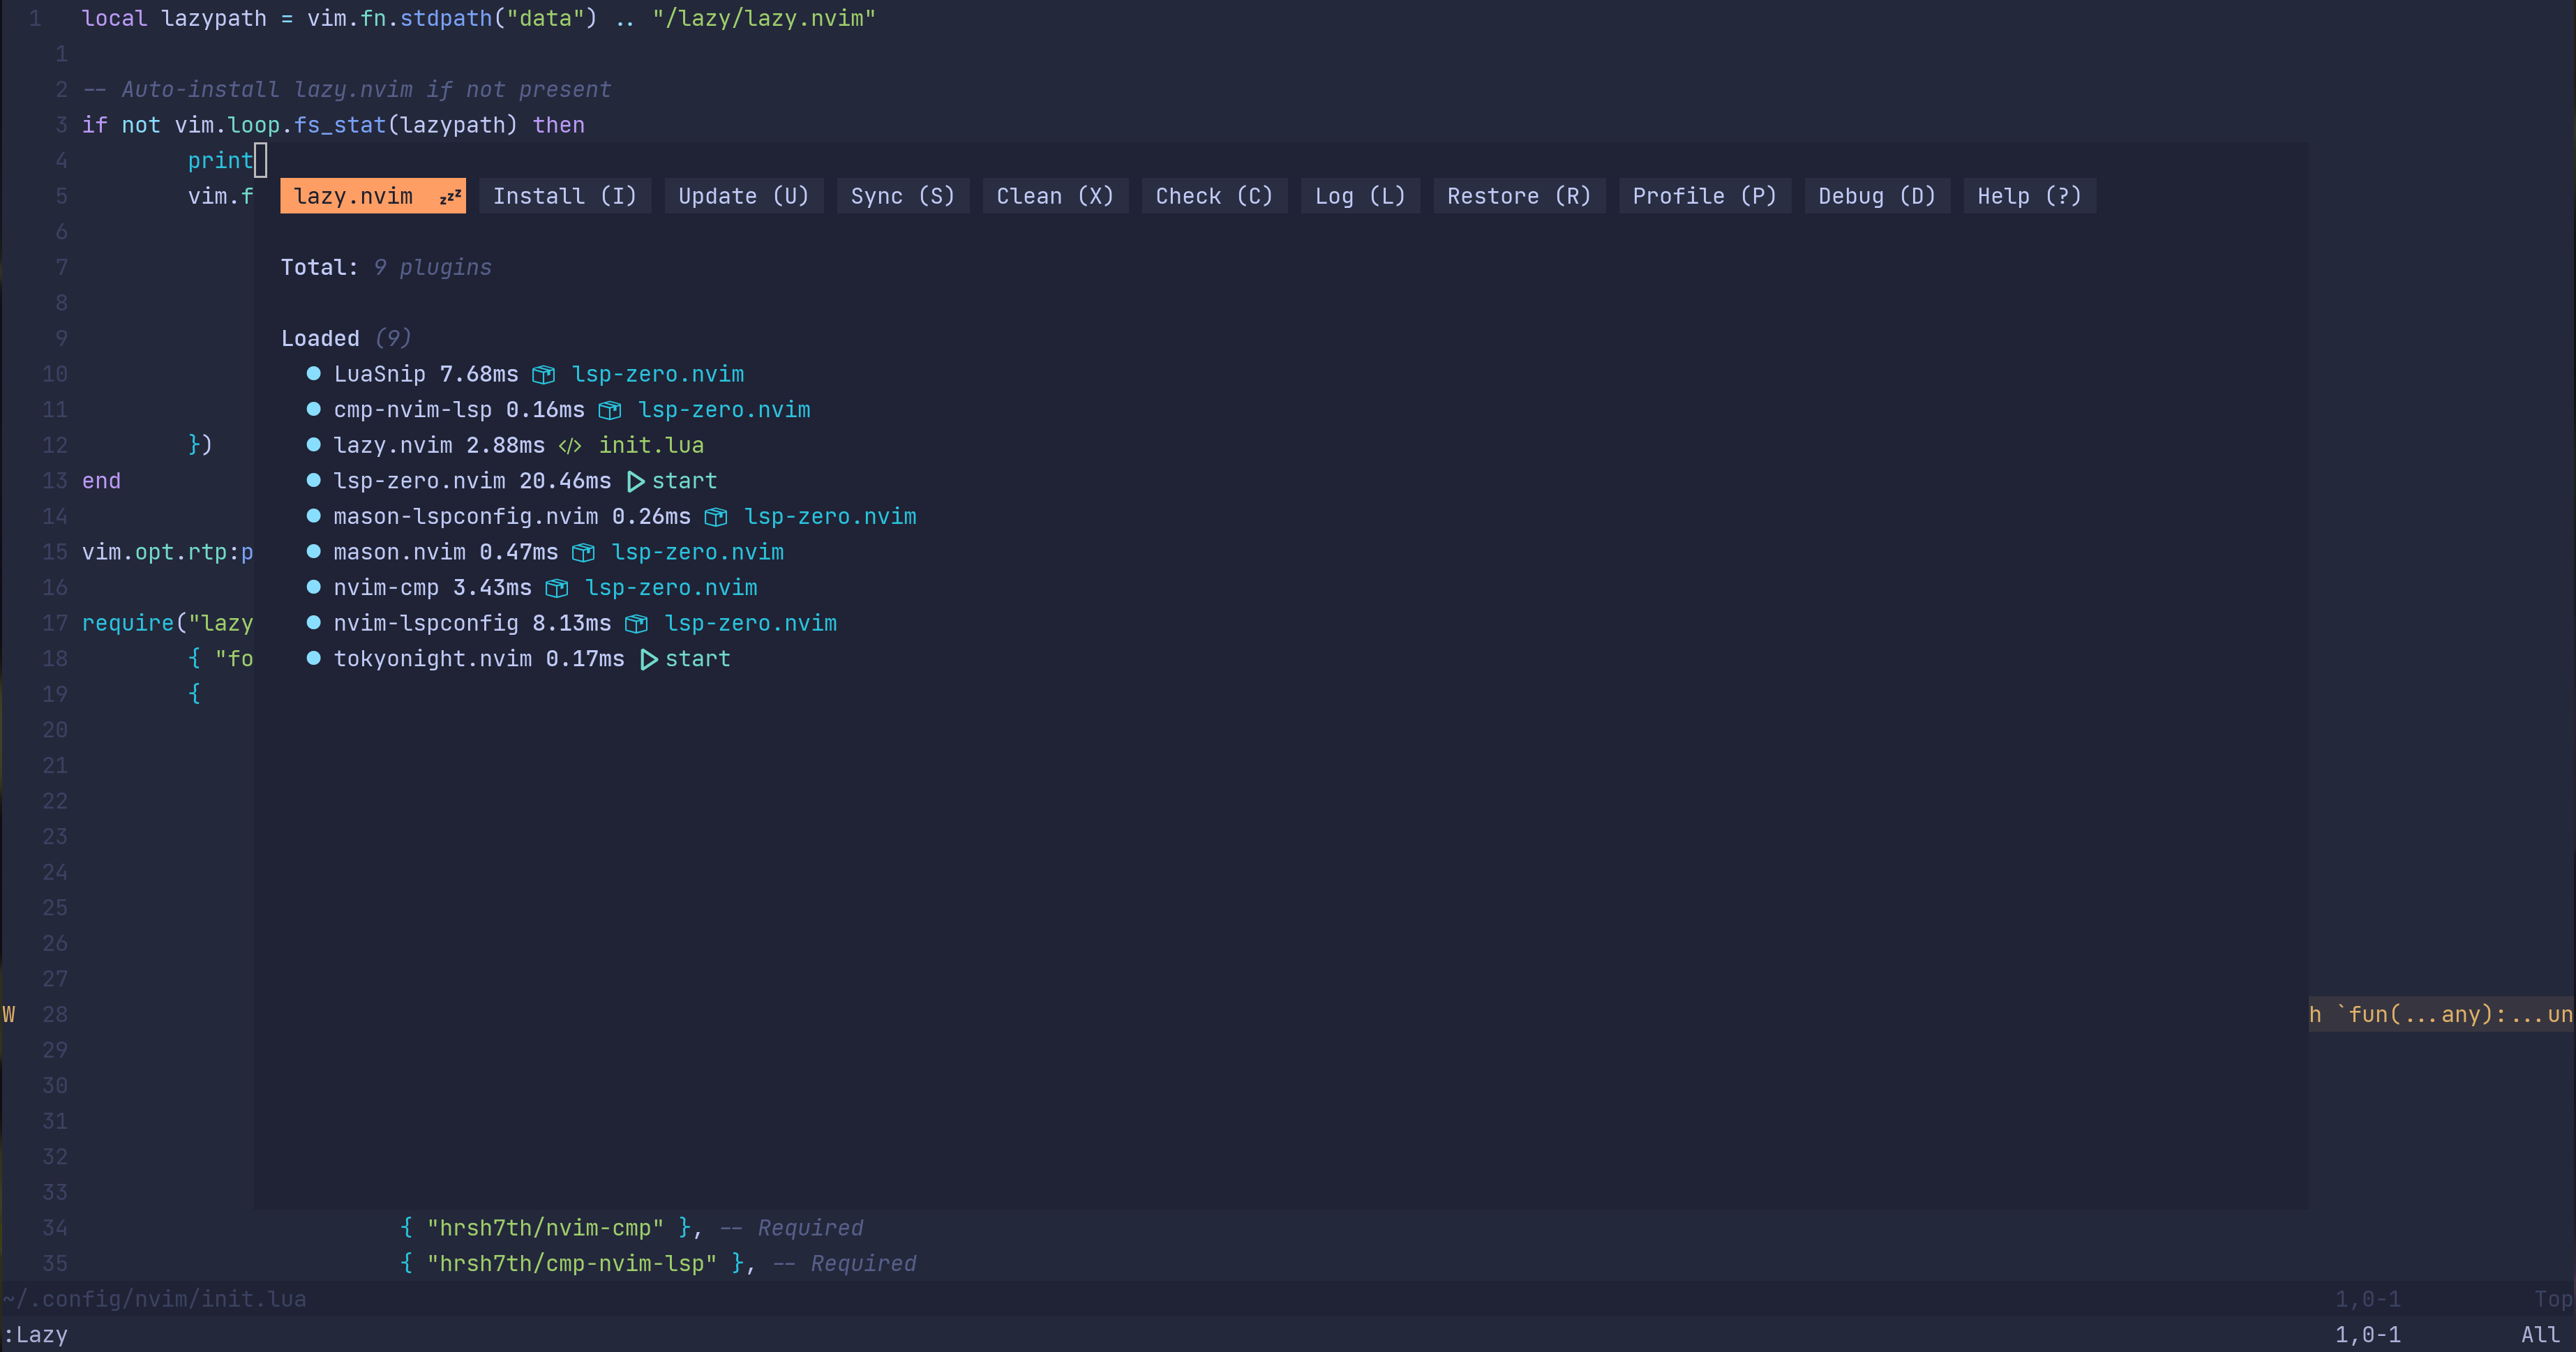 1 local lazypath = vim.fn.stdpath("data") .. "/lazy/lazy.nvim"
1
2 -- Auto-install lazy.nvim if not present
3 if not vim.loop.fs_stat(lazypath) then
4 print
5 vim.f lazy.nvim zzz Install (I) Update (U) Sync (S) Clean (X) Check (C) Log (L) Restore (R) Profile (P) Debug (D) Help (?)
6
7 Total: 9 plugins
8
9 Loaded (9)
10 ● LuaSnip 7.68ms lsp-zero.nvim
11 ● cmp-nvim-lsp 0.16ms lsp-zero.nvim
12 }) ● lazy.nvim 2.88ms </> init.lua
13 end ● lsp-zero.nvim 20.46ms start
14 ● mason-lspconfig.nvim 0.26ms lsp-zero.nvim
15 vim.opt.rtp:p ● mason.nvim 0.47ms lsp-zero.nvim
16 ● nvim-cmp 3.43ms lsp-zero.nvim
17 require("lazy ● nvim-lspconfig 8.13ms lsp-zero.nvim
18 { "fo ● tokyonight.nvim 0.17ms start
19 {
20
21
22
23
24
25
26
27
W 28 h `fun(...any):...un
29
30
31
32
33
34 { "hrsh7th/nvim-cmp" }, -- Required
35 { "hrsh7th/cmp-nvim-lsp" }, -- Required
~/.config/nvim/init.lua 1,0-1 Top
:Lazy 1,0-1 All